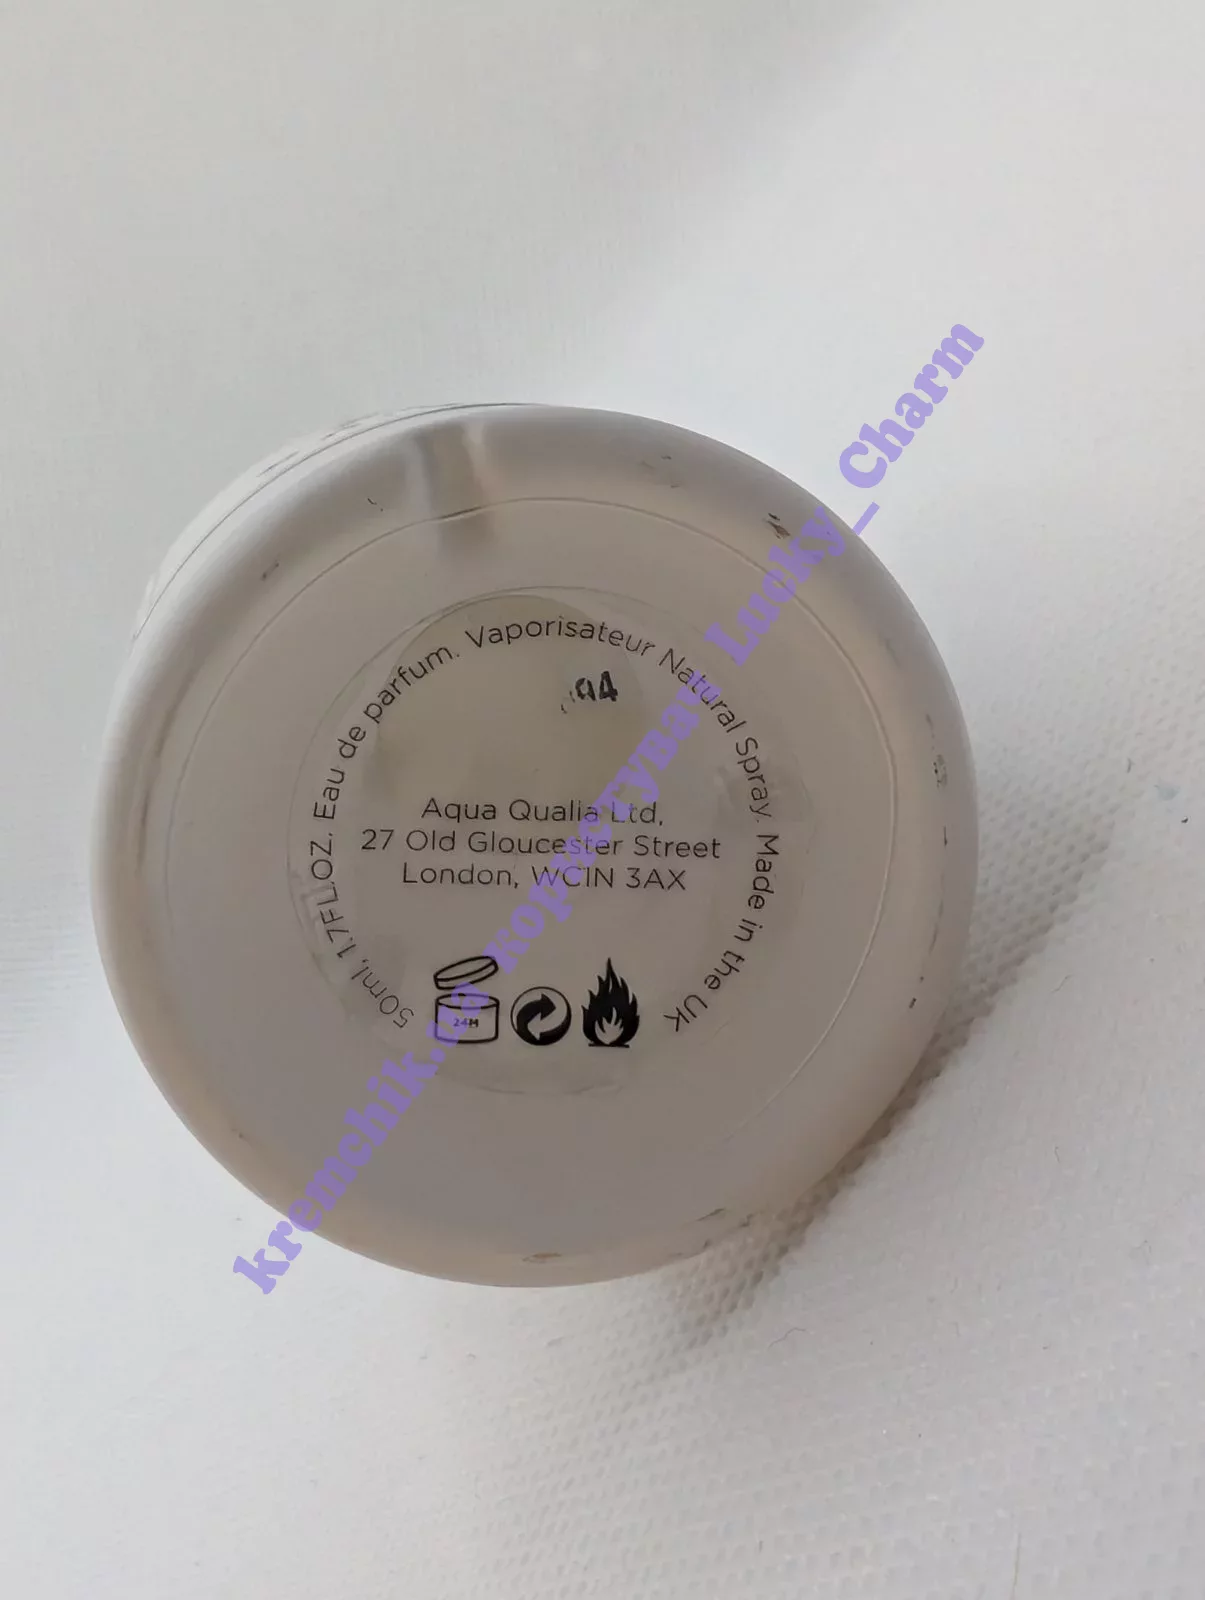 50ml, 1.7FL.OZ. Eau de parfum. Vaporisateur Natural Spray. Made in the UK
94
Aqua Qualia Ltd,
27 Old Gloucester Street
London, WC1N 3AX
24M
kremchik.ua користувач Lucky_Charm